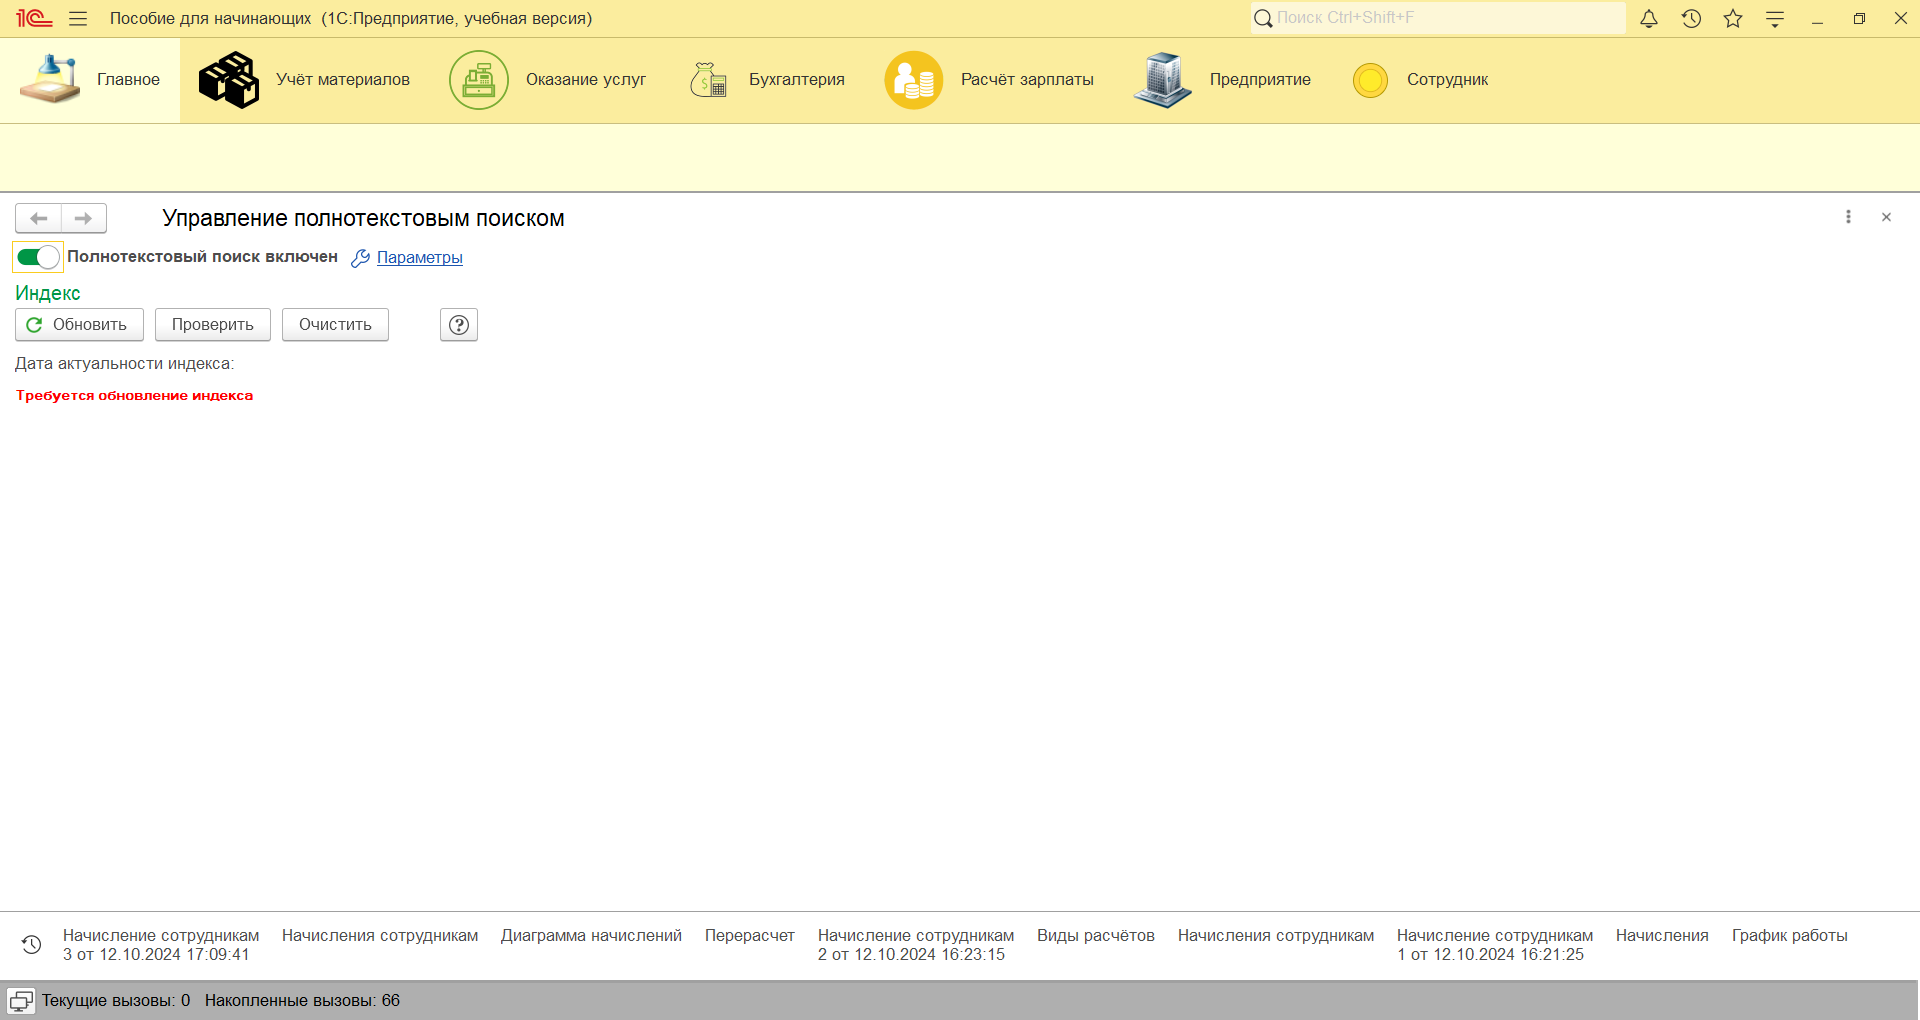 1С Пособие для начинающих (1С:Предприятие, учебная версия) Поиск Ctrl+Shift+F
Главное Учёт материалов Оказание услуг Бухгалтерия Расчёт зарплаты Предприятие Сотрудник
Управление полнотекстовым поиском
Полнотекстовый поиск включен Параметры
Индекс
Обновить Проверить Очистить ?
Дата актуальности индекса:
Требуется обновление индекса
Начисление сотрудникам Начисления сотрудникам Диаграмма начислений Перерасчет Начисление сотрудникам Виды расчётов Начисления сотрудникам Начисление сотрудникам Начисления График работы
3 от 12.10.2024 17:09:41 2 от 12.10.2024 16:23:15 1 от 12.10.2024 16:21:25
Текущие вызовы: 0 Накопленные вызовы: 66